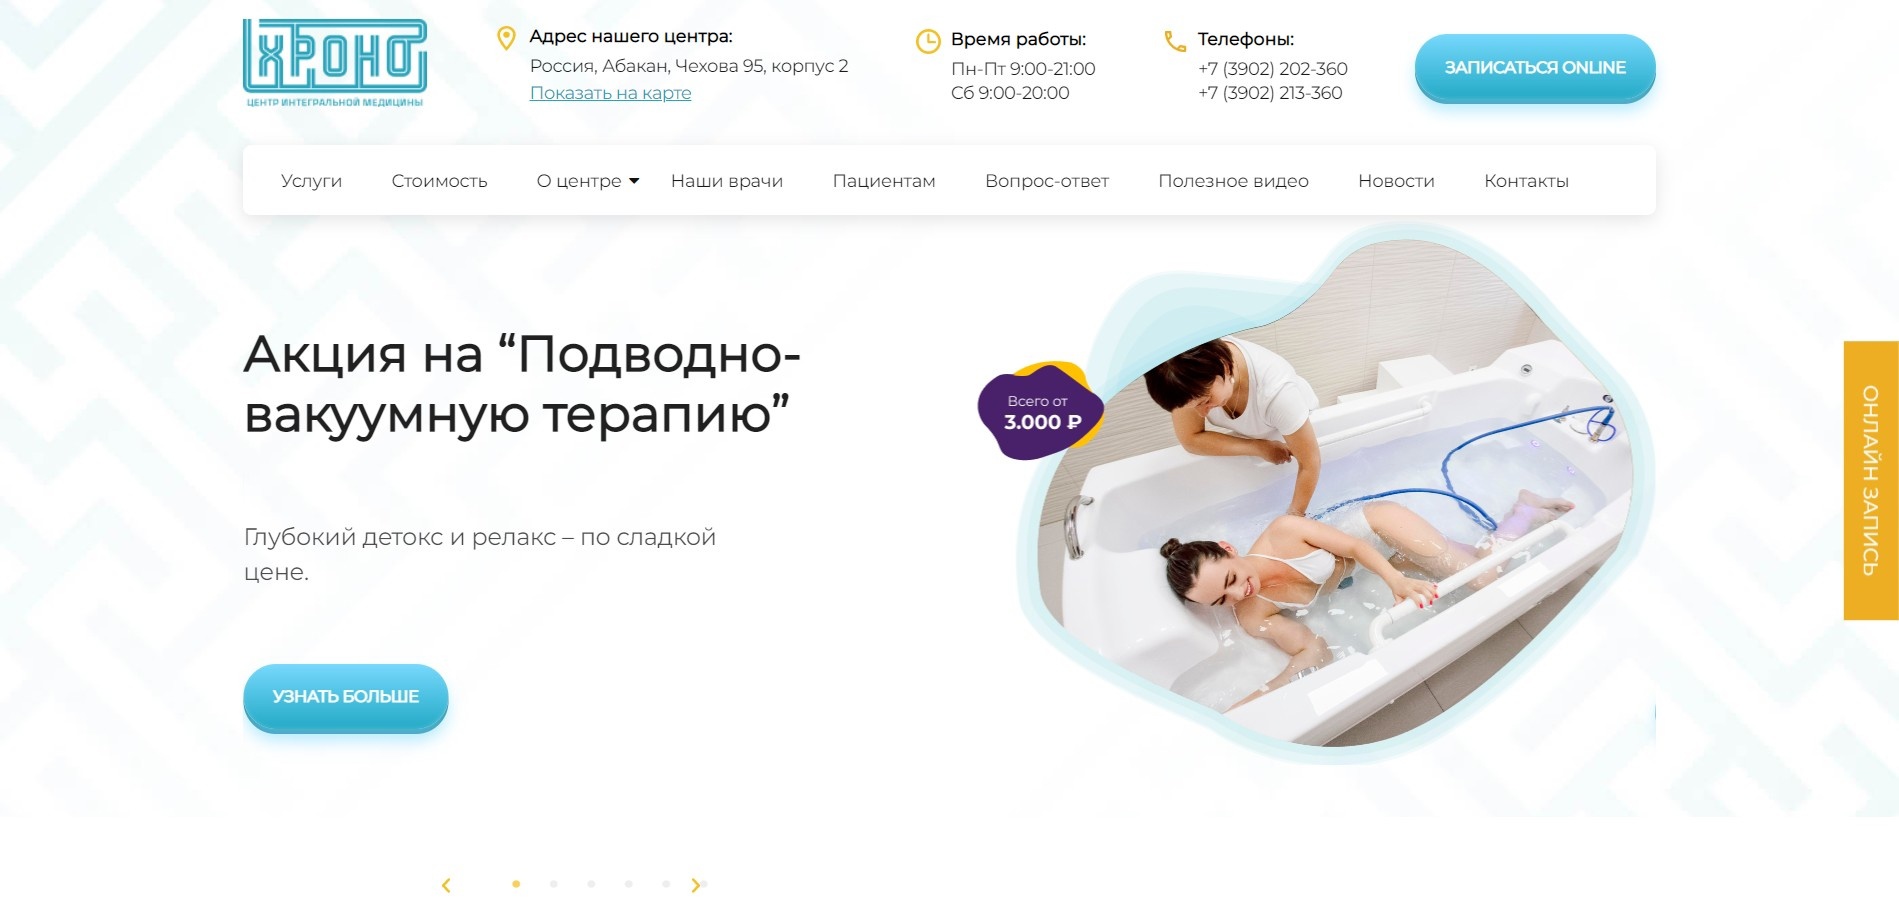 ХРОНО
ЦЕНТР ИНТЕГРАЛЬНОЙ МЕДИЦИНЫ
Адрес нашего центра:
Россия, Абакан, Чехова 95, корпус 2
Показать на карте
Время работы:
Пн-Пт 9:00-21:00
Сб 9:00-20:00
Телефоны:
+7 (3902) 202-360
+7 (3902) 213-360
ЗАПИСАТЬСЯ ONLINE
Услуги
Стоимость
О центре
Наши врачи
Пациентам
Вопрос-ответ
Полезное видео
Новости
Контакты
Акция на “Подводно-
вакуумную терапию”
Всего от
3.000 ₽
Глубокий детокс и релакс – по сладкой
цене.
УЗНАТЬ БОЛЬШЕ
ОНЛАЙН ЗАПИСЬ